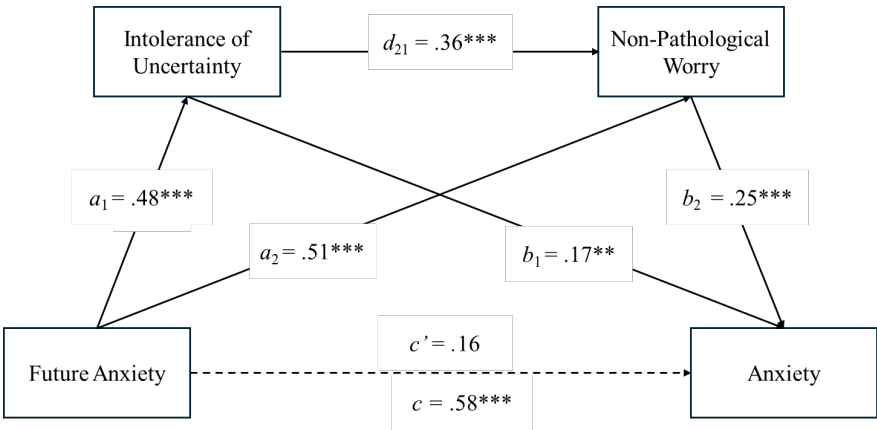 Intolerance of
Uncertainty
d21 = .36***
Non-Pathological
Worry
a1 = .48***
b2 = .25***
a2 = .51***
b1 = .17**
Future Anxiety
c’ = .16
c = .58***
Anxiety